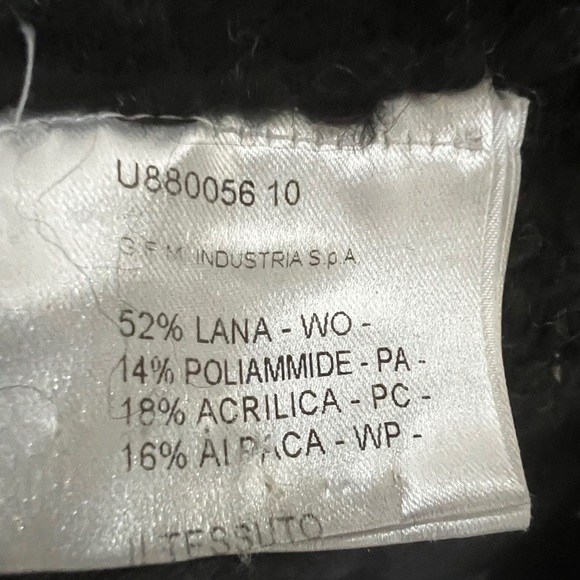 U880056 10
G.F.M. INDUSTRIA S.p.A.
52% LANA - WO -
14% POLIAMMIDE - PA -
18% ACRILICA - PC -
16% ALPACA - WP -
IL TESSUTO